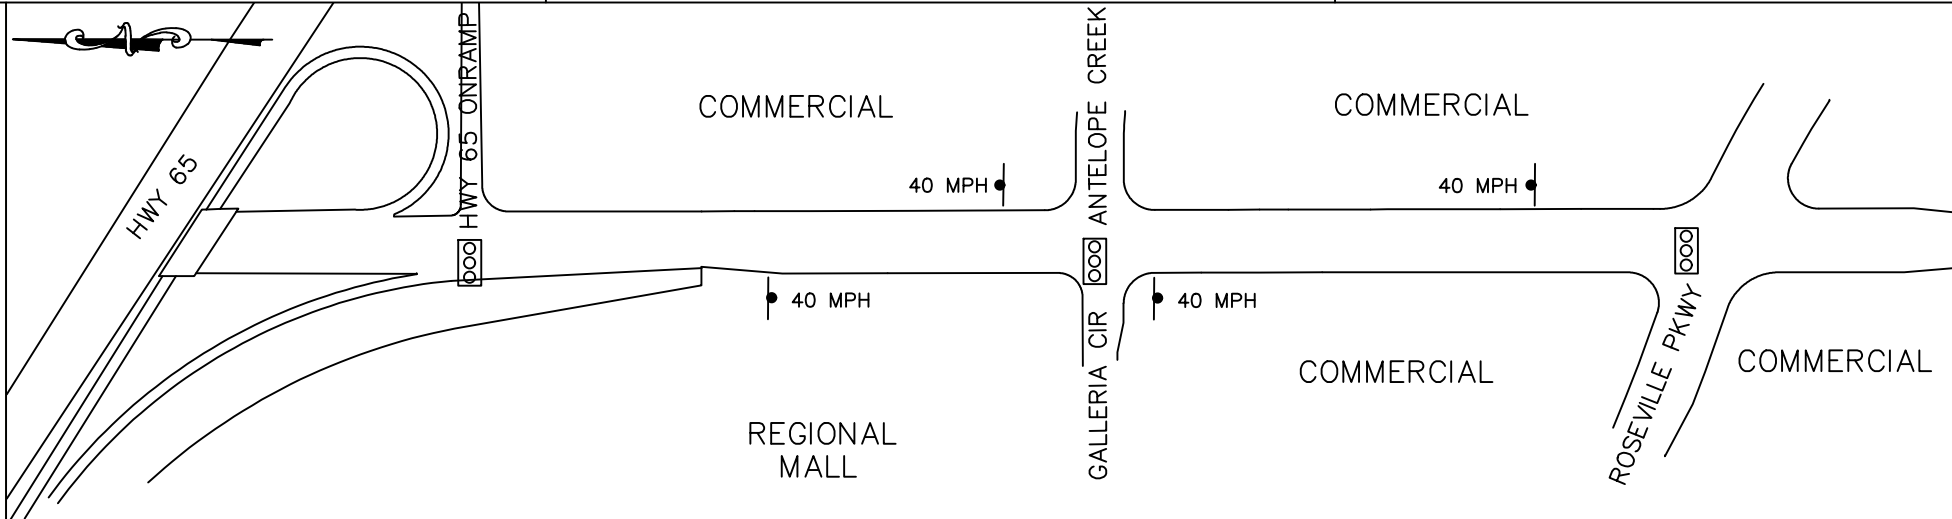 HWY 65
HWY 65 ONRAMP
COMMERCIAL
ANTELOPE CREEK
COMMERCIAL
40 MPH
40 MPH
40 MPH
40 MPH
GALLERIA CIR
ROSEVILLE PKWY
COMMERCIAL
COMMERCIAL
REGIONAL
MALL